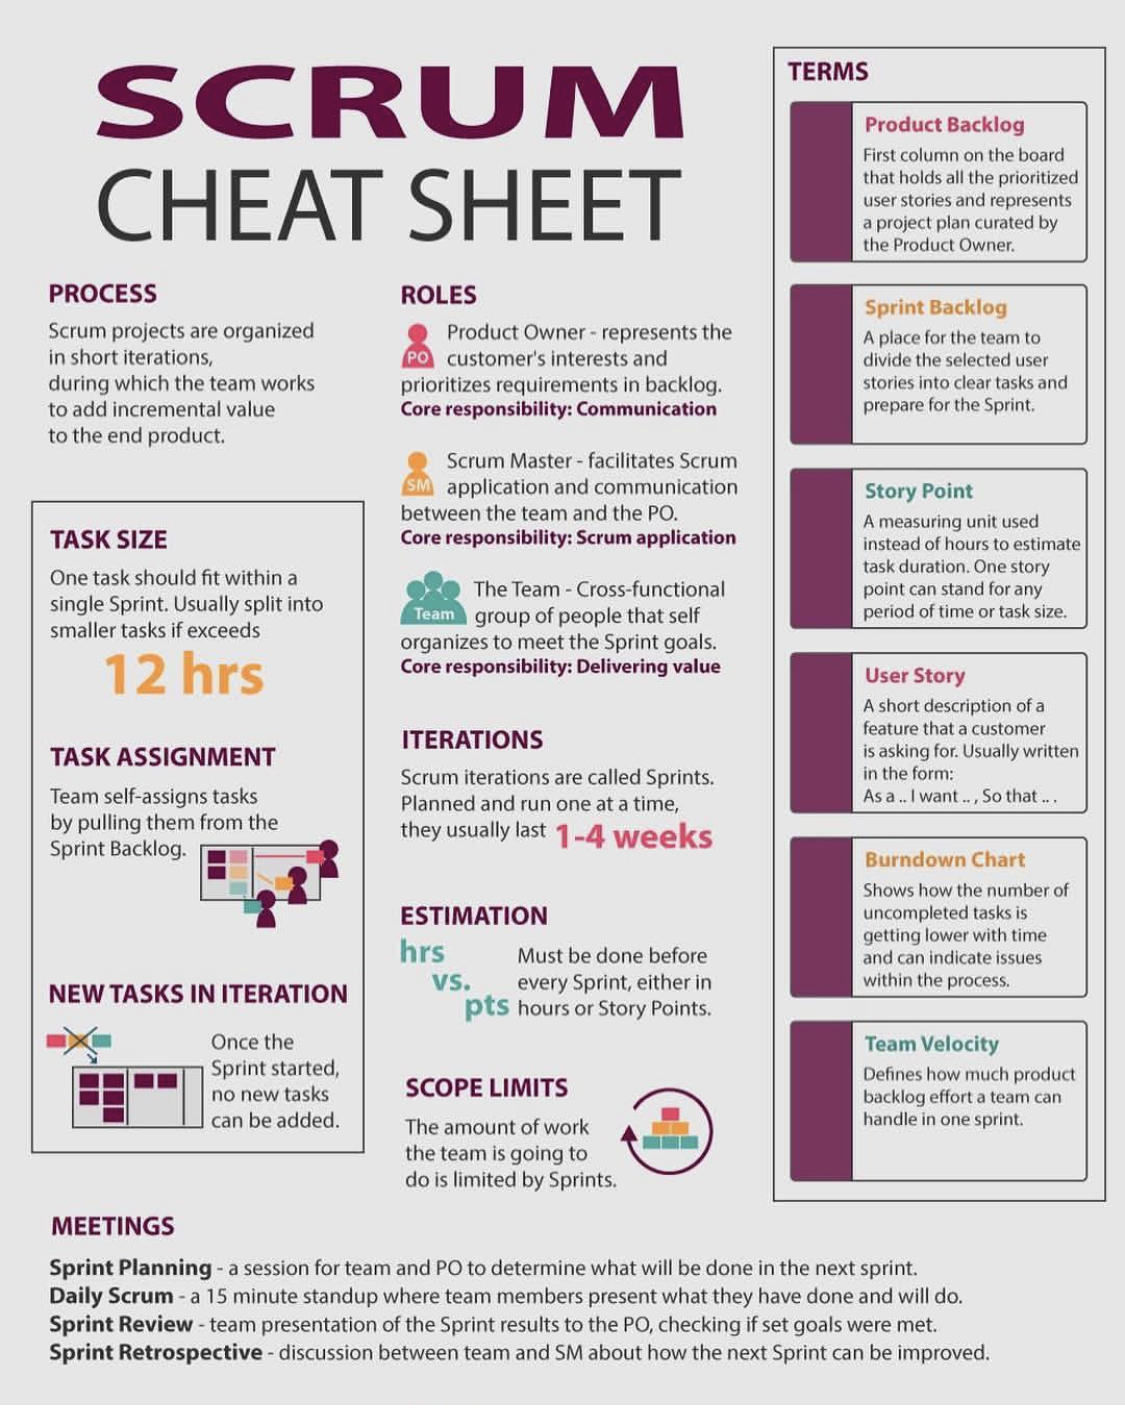 SCRUM
CHEAT SHEET
PROCESS
Scrum projects are organized
in short iterations,
during which the team works
to add incremental value
to the end product.
TASK SIZE
One task should fit within a
single Sprint. Usually split into
smaller tasks if exceeds
12 hrs
TASK ASSIGNMENT
Team self-assigns tasks
by pulling them from the
Sprint Backlog.
NEW TASKS IN ITERATION
Once the
Sprint started,
no new tasks
can be added.
ROLES
PO
Product Owner - represents the
customer's interests and
prioritizes requirements in backlog.
Core responsibility: Communication
SM
Scrum Master - facilitates Scrum
application and communication
between the team and the PO.
Core responsibility: Scrum application
Team
The Team - Cross-functional
group of people that self
organizes to meet the Sprint goals.
Core responsibility: Delivering value
ITERATIONS
Scrum iterations are called Sprints.
Planned and run one at a time,
they usually last 1-4 weeks
ESTIMATION
hrs
vs.
pts
Must be done before
every Sprint, either in
hours or Story Points.
SCOPE LIMITS
The amount of work
the team is going to
do is limited by Sprints.
TERMS
Product Backlog
First column on the board
that holds all the prioritized
user stories and represents
a project plan curated by
the Product Owner.
Sprint Backlog
A place for the team to
divide the selected user
stories into clear tasks and
prepare for the Sprint.
Story Point
A measuring unit used
instead of hours to estimate
task duration. One story
point can stand for any
period of time or task size.
User Story
A short description of a
feature that a customer
is asking for. Usually written
in the form:
As a .. I want .. , So that .. .
Burndown Chart
Shows how the number of
uncompleted tasks is
getting lower with time
and can indicate issues
within the process.
Team Velocity
Defines how much product
backlog effort a team can
handle in one sprint.
MEETINGS
Sprint Planning - a session for team and PO to determine what will be done in the next sprint.
Daily Scrum - a 15 minute standup where team members present what they have done and will do.
Sprint Review - team presentation of the Sprint results to the PO, checking if set goals were met.
Sprint Retrospective - discussion between team and SM about how the next Sprint can be improved.